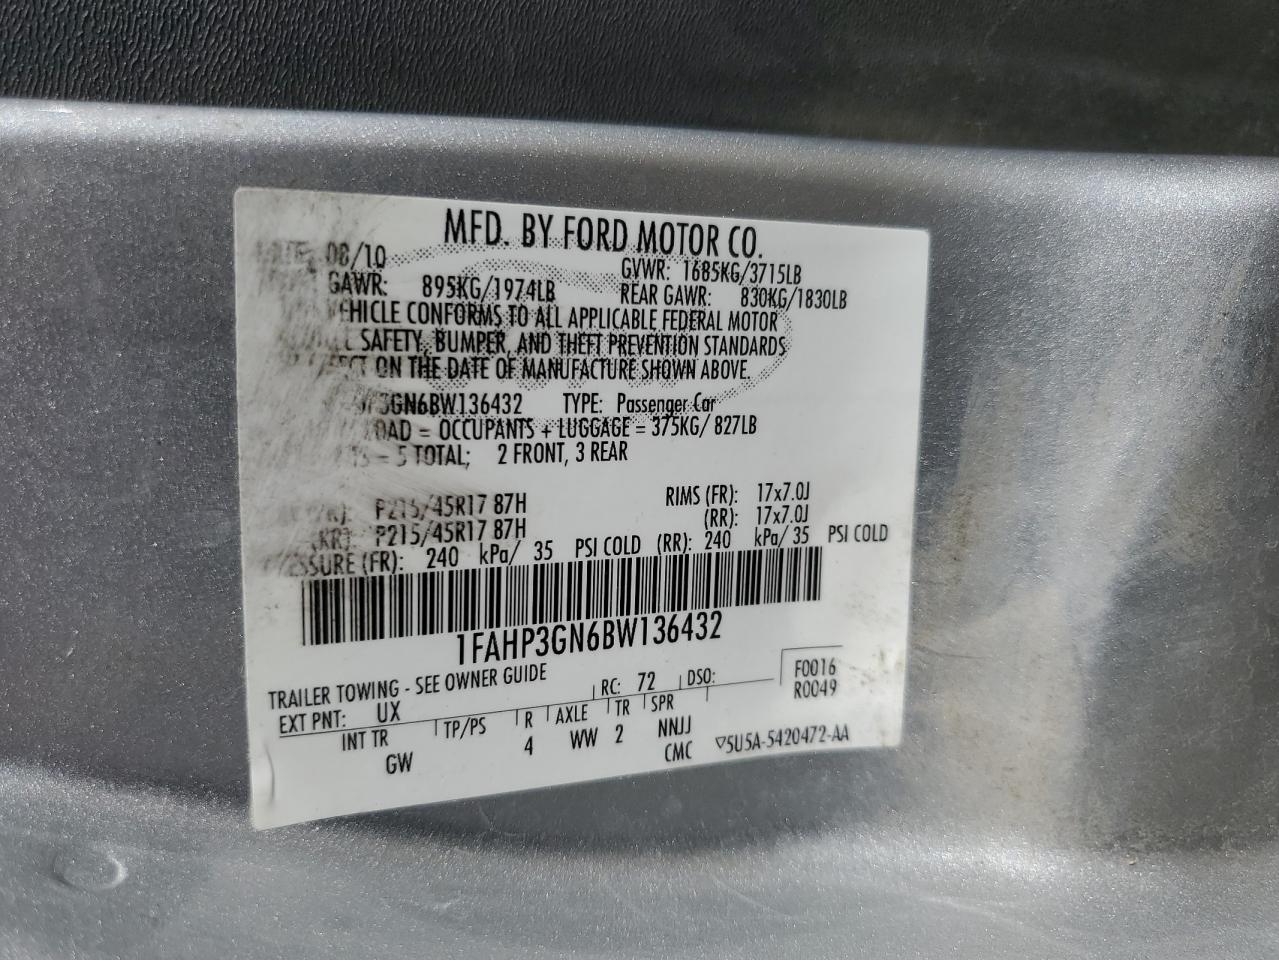 MFD. BY FORD MOTOR CO.
08/10 GVWR: 1685KG/3715LB
GAWR: 895KG/1974LB REAR GAWR: 830KG/1830LB
VEHICLE CONFORMS TO ALL APPLICABLE FEDERAL MOTOR
SAFETY, BUMPER, AND THEFT PREVENTION STANDARDS
ON THE DATE OF MANUFACTURE SHOWN ABOVE.
3GN6BW136432 TYPE: Passenger Car
OAD = OCCUPANTS + LUGGAGE = 375KG/ 827LB
- 5 TOTAL; 2 FRONT, 3 REAR
P215/45R17 87H RIMS (FR): 17x7.0J
P215/45R17 87H (RR): 17x7.0J
ESSURE (FR): 240 kPa/ 35 PSI COLD (RR): 240 kPa/ 35 PSI COLD
1FAHP3GN6BW136432
TRAILER TOWING - SEE OWNER GUIDE
F0016
R0049
EXT PNT: UX RC: 72 DSO:
INT TR TP/PS R AXLE TR SPR
GW 4 WW 2 NNJJ
CMC ▽5U5A-5420472-AA